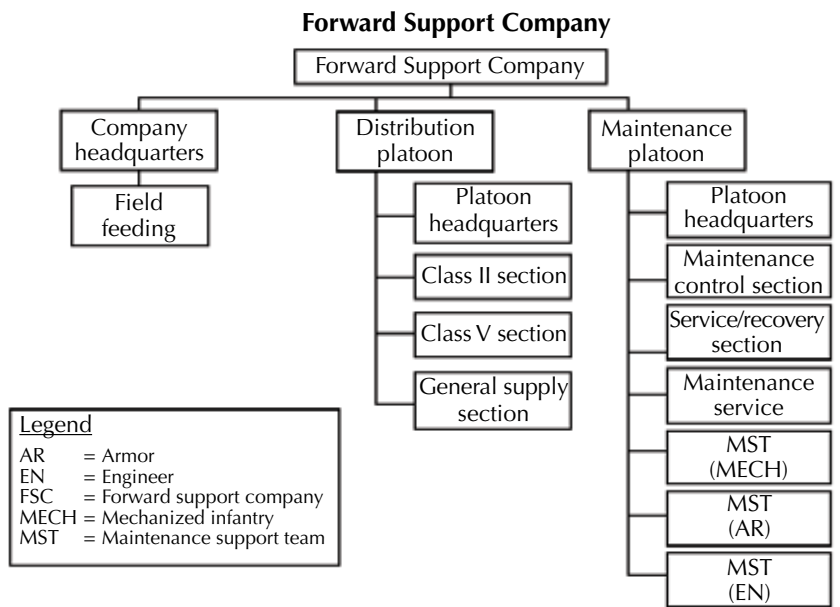 Forward Support Company
Forward Support Company
Company
headquarters
Field
feeding
Distribution
platoon
Platoon
headquarters
Class II section
Class V section
General supply
section
Maintenance
platoon
Platoon
headquarters
Maintenance
control section
Service/recovery
section
Maintenance
service
MST
(MECH)
MST
(AR)
MST
(EN)
Legend
AR = Armor
EN = Engineer
FSC = Forward support company
MECH = Mechanized infantry
MST = Maintenance support team